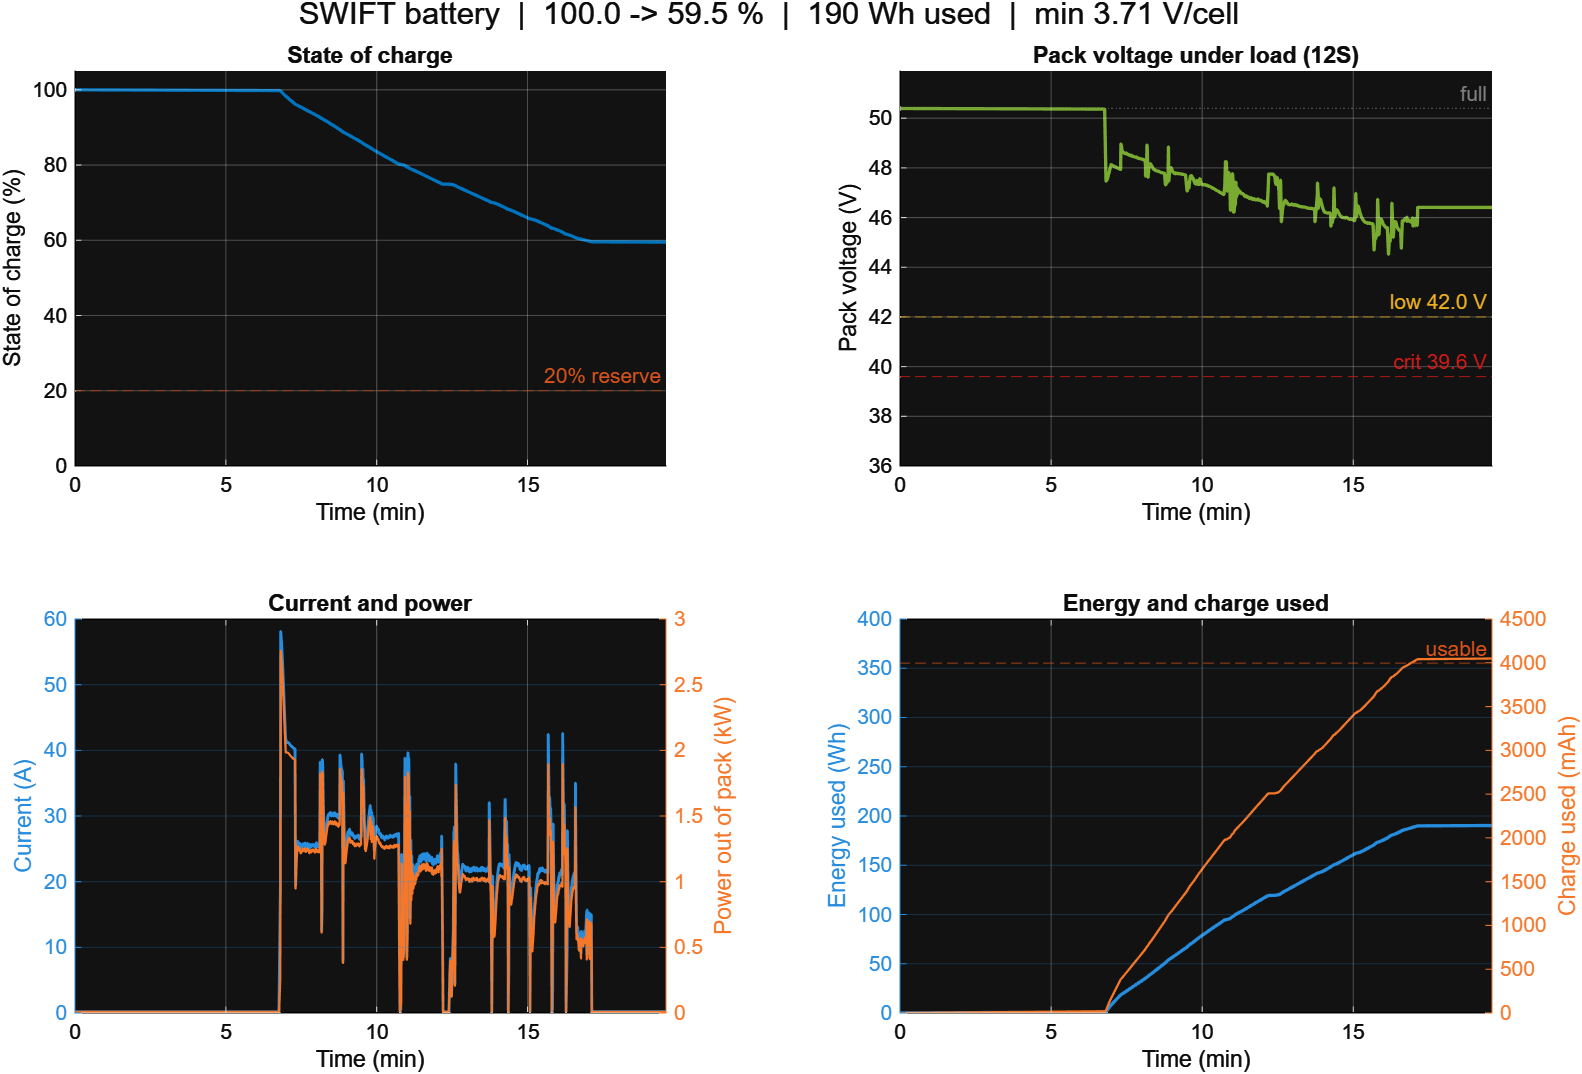 SWIFT battery | 100.0 -> 59.5 % | 190 Wh used | min 3.71 V/cell
State of charge
100
80
60
40
20
0
State of charge (%)
20% reserve
0 5 10 15
Time (min)
Pack voltage under load (12S)
50
48
46
44
42
40
38
36
Pack voltage (V)
full
low 42.0 V
crit 39.6 V
0 5 10 15
Time (min)
Current and power
60
50
40
30
20
10
0
Current (A)
3
2.5
2
1.5
1
0.5
0
Power out of pack (kW)
0 5 10 15
Time (min)
Energy and charge used
400
350
300
250
200
150
100
50
0
Energy used (Wh)
usable
4500
4000
3500
3000
2500
2000
1500
1000
500
0
Charge used (mAh)
0 5 10 15
Time (min)